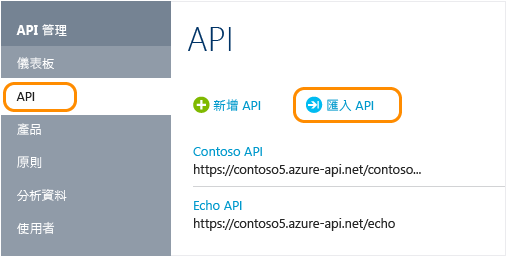 API 管理
儀表板
API
產品
原則
分析資料
使用者
API
新增 API
匯入 API
Contoso API
https://contoso5.azure-api.net/contoso...
Echo API
https://contoso5.azure-api.net/echo